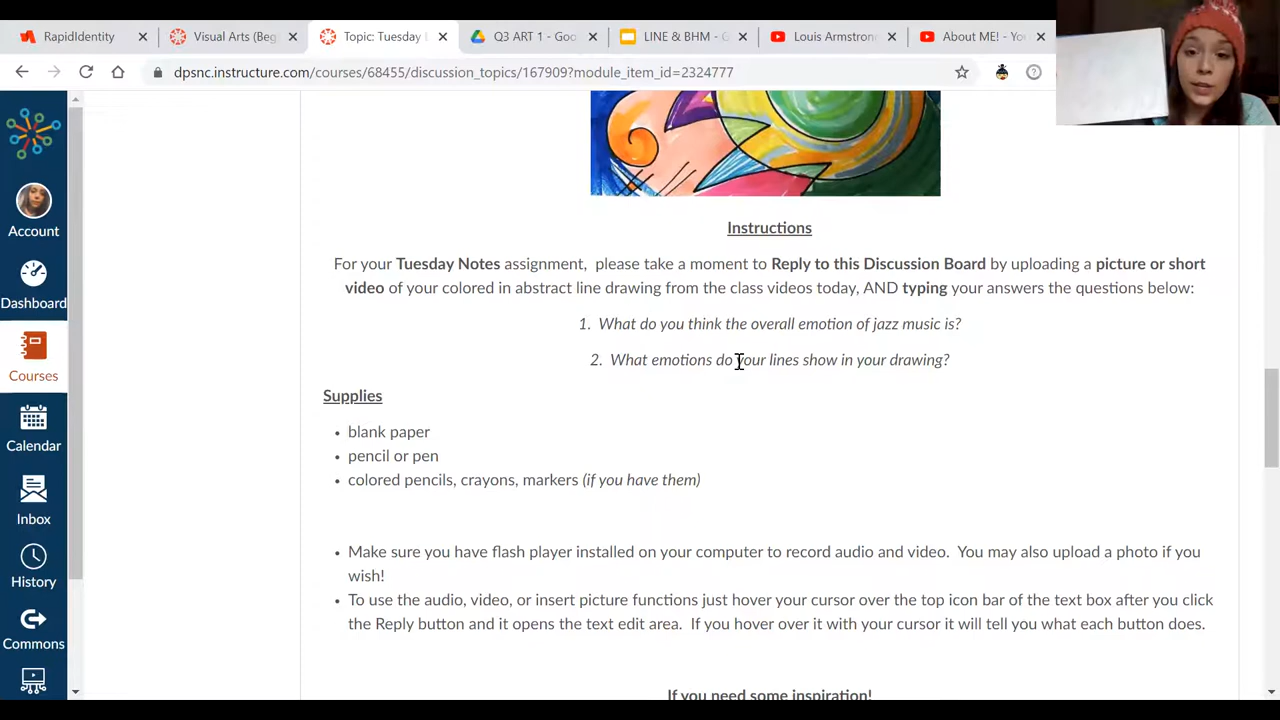 RapidIdentity
Visual Arts (Beg
Topic: Tuesday
Q3 ART 1 - Goo
LINE & BHM - G
Louis Armstron
About ME! - Yo
dpsnc.instructure.com/courses/68455/discussion_topics/167909?module_item_id=2324777
Account
Dashboard
Courses
Calendar
Inbox
History
Commons
Instructions
For your Tuesday Notes assignment, please take a moment to Reply to this Discussion Board by uploading a picture or short
video of your colored in abstract line drawing from the class videos today, AND typing your answers the questions below:
1. What do you think the overall emotion of jazz music is?
2. What emotions do your lines show in your drawing?
Supplies
• blank paper
• pencil or pen
• colored pencils, crayons, markers (if you have them)
• Make sure you have flash player installed on your computer to record audio and video. You may also upload a photo if you
wish!
• To use the audio, video, or insert picture functions just hover your cursor over the top icon bar of the text box after you click
the Reply button and it opens the text edit area. If you hover over it with your cursor it will tell you what each button does.
If you need some inspiration!